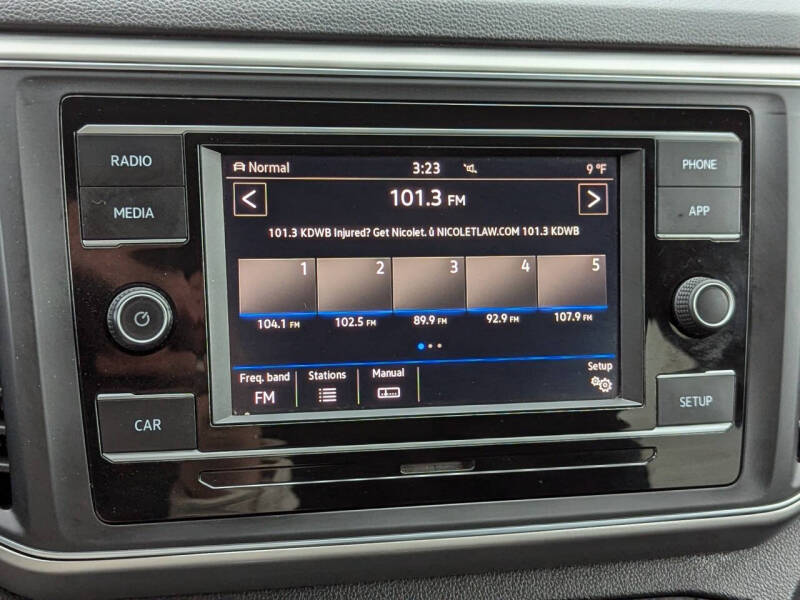 RADIO
MEDIA
CAR
Normal 3:23 9 °F
< 101.3 FM >
101.3 KDWB Injured? Get Nicolet. û NICOLETLAW.COM 101.3 KDWB
1 2 3 4 5
104.1 FM 102.5 FM 89.9 FM 92.9 FM 107.9 FM
Freq. band Stations Manual Setup
FM
PHONE
APP
SETUP